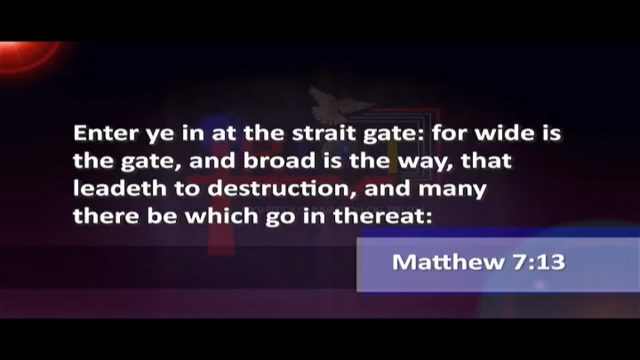 Enter ye in at the strait gate: for wide is
the gate, and broad is the way, that
leadeth to destruction, and many
there be which go in thereat:
Matthew 7:13